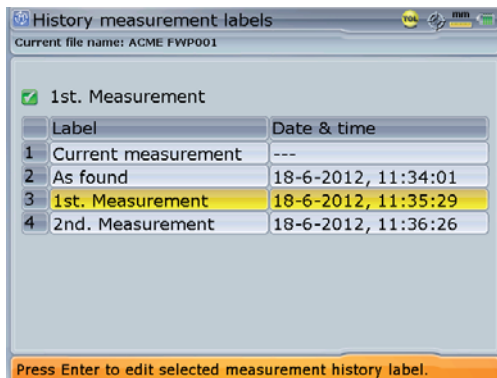 History measurement labels
TOL mm
Current file name: ACME FWP001
1st. Measurement
Label Date & time
1 Current measurement ---
2 As found 18-6-2012, 11:34:01
3 1st. Measurement 18-6-2012, 11:35:29
4 2nd. Measurement 18-6-2012, 11:36:26
Press Enter to edit selected measurement history label.